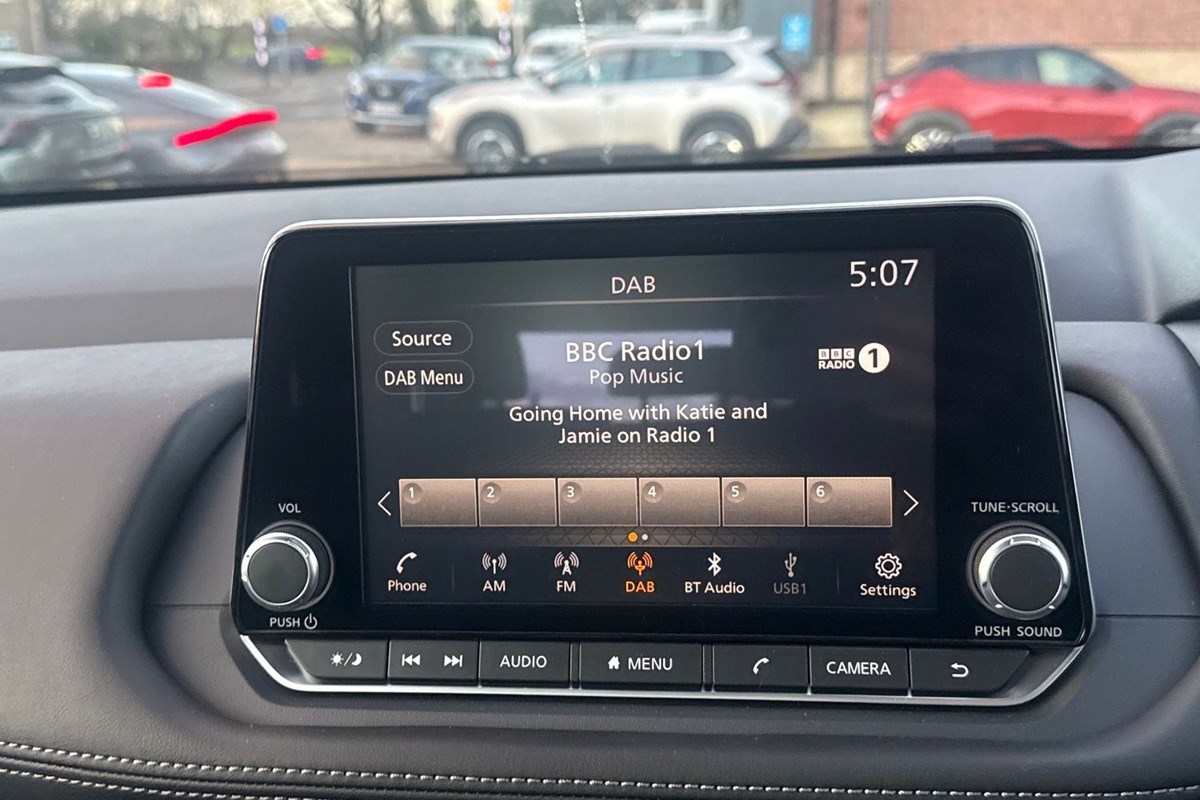 DAB
5:07
Source
BBC Radio1
BBC
RADIO 1
DAB Menu
Pop Music
Going Home with Katie and
Jamie on Radio 1
1 2 3 4 5 6
VOL
TUNE·SCROLL
Phone AM FM DAB BT Audio USB1 Settings
PUSH
PUSH SOUND
AUDIO MENU CAMERA